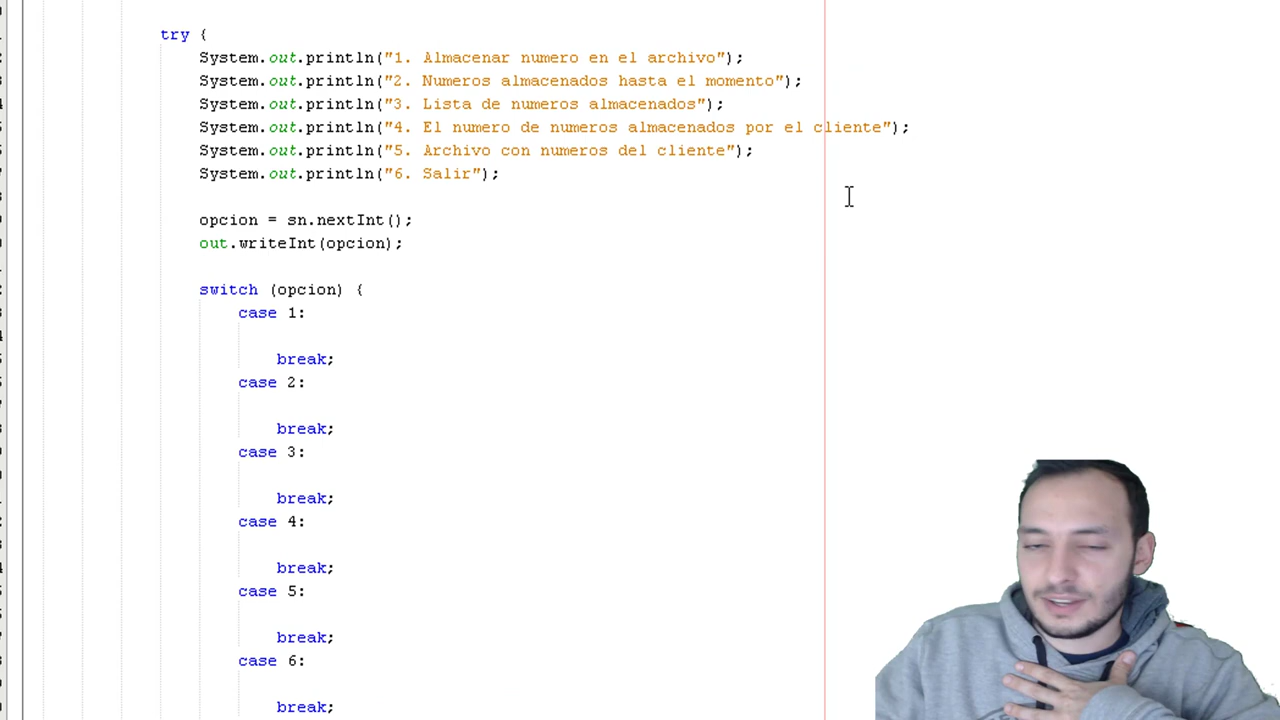 try {
System.out.println("1. Almacenar numero en el archivo");
System.out.println("2. Numeros almacenados hasta el momento");
System.out.println("3. Lista de numeros almacenados");
System.out.println("4. El numero de numeros almacenados por el cliente");
System.out.println("5. Archivo con numeros del cliente");
System.out.println("6. Salir");
opcion = sn.nextInt();
out.writeInt(opcion);
switch (opcion) {
case 1:
break;
case 2:
break;
case 3:
break;
case 4:
break;
case 5:
break;
case 6:
break;